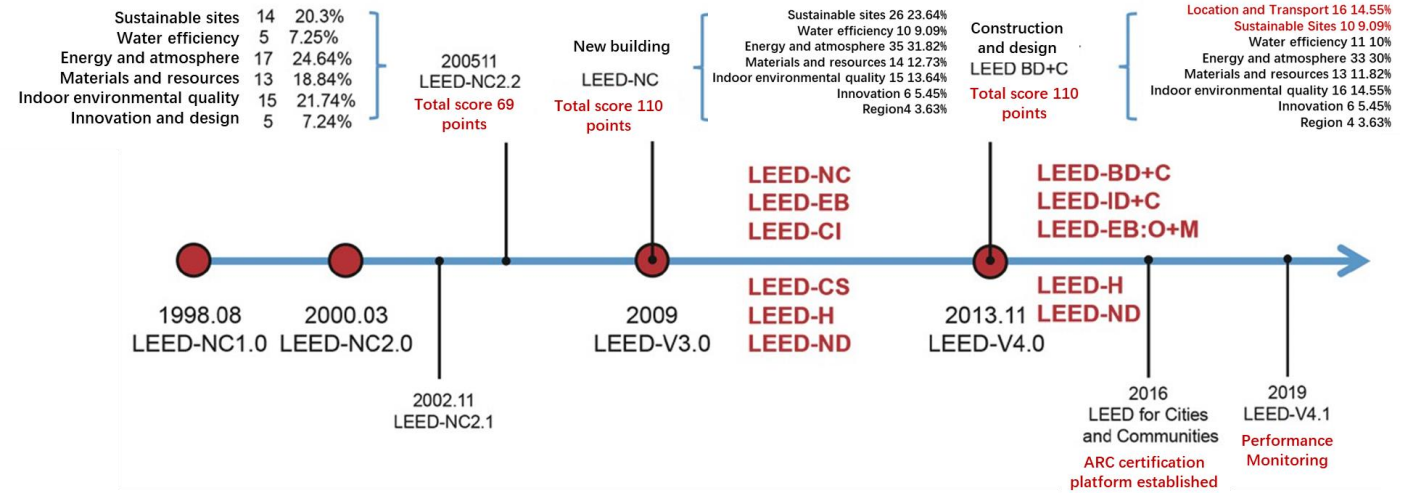 Sustainable sites 14 20.3%
Water efficiency 5 7.25%
Energy and atmosphere 17 24.64%
Materials and resources 13 18.84%
Indoor environmental quality 15 21.74%
Innovation and design 5 7.24%
200511
LEED-NC2.2
Total score 69
points
New building
LEED-NC
Total score 110
points
Sustainable sites 26 23.64%
Water efficiency 10 9.09%
Energy and atmosphere 35 31.82%
Materials and resources 14 12.73%
Indoor environmental quality 15 13.64%
Innovation 6 5.45%
Region4 3.63%
Construction
and design
LEED BD+C
Total score 110
points
Location and Transport 16 14.55%
Sustainable Sites 10 9.09%
Water efficiency 11 10%
Energy and atmosphere 33 30%
Materials and resources 13 11.82%
Indoor environmental quality 16 14.55%
Innovation 6 5.45%
Region 4 3.63%
LEED-NC
LEED-EB
LEED-CI
LEED-BD+C
LEED-ID+C
LEED-EB:O+M
1998.08
LEED-NC1.0
2000.03
LEED-NC2.0
2009
LEED-V3.0
LEED-CS
LEED-H
LEED-ND
2013.11
LEED-V4.0
LEED-H
LEED-ND
2002.11
LEED-NC2.1
2016
LEED for Cities
and Communities
ARC certification
platform established
2019
LEED-V4.1
Performance
Monitoring